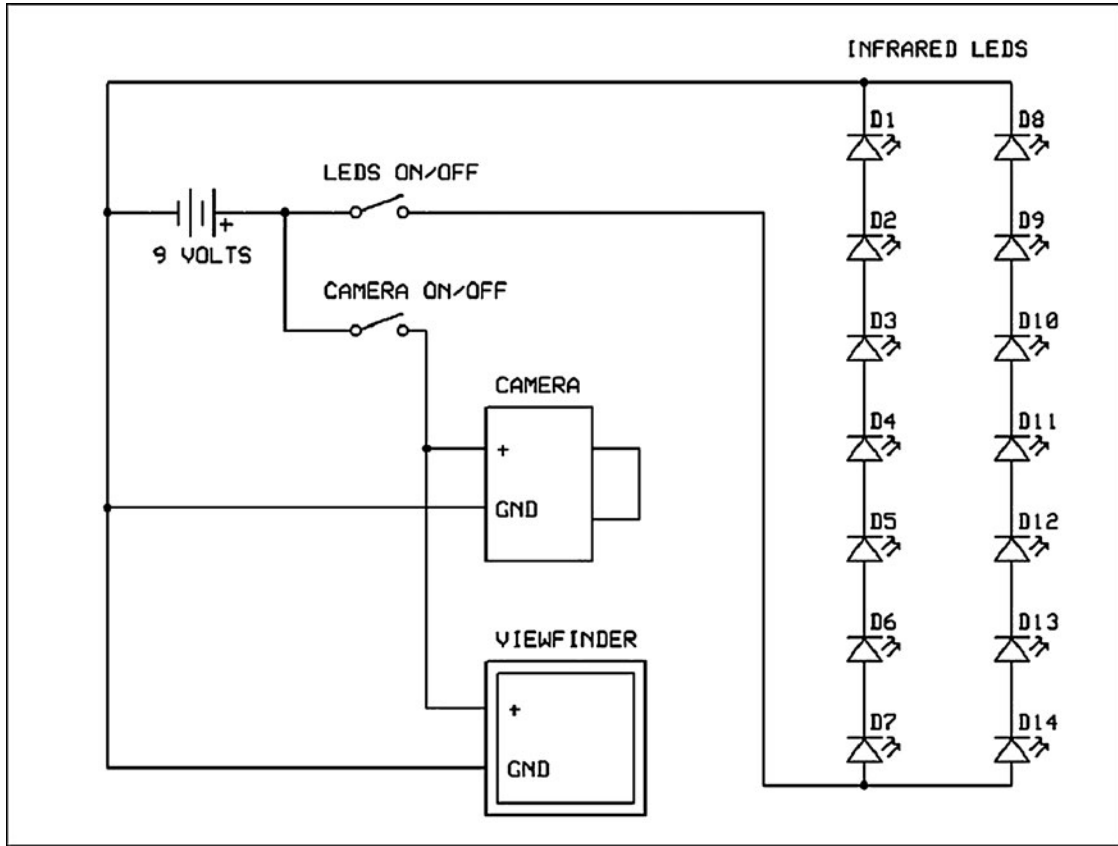 INFRARED LEDS
D1
D8
LEDS ON/OFF
+
9 VOLTS
D2
D9
CAMERA ON/OFF
D3
D10
CAMERA
+
GND
D4
D11
D5
D12
VIEWFINDER
+
GND
D6
D13
D7
D14